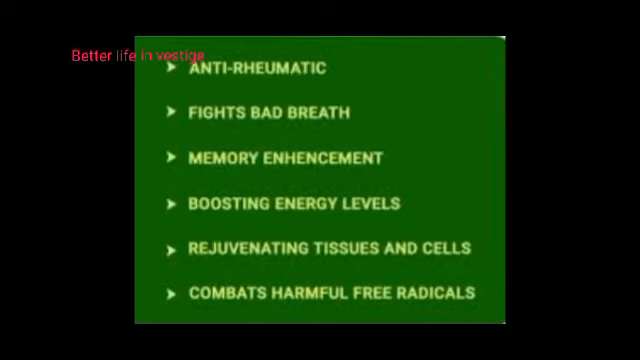 Better life in vestige
➤ ANTI-RHEUMATIC
➤ FIGHTS BAD BREATH
➤ MEMORY ENHENCEMENT
➤ BOOSTING ENERGY LEVELS
➤ REJUVENATING TISSUES AND CELLS
➤ COMBATS HARMFUL FREE RADICALS